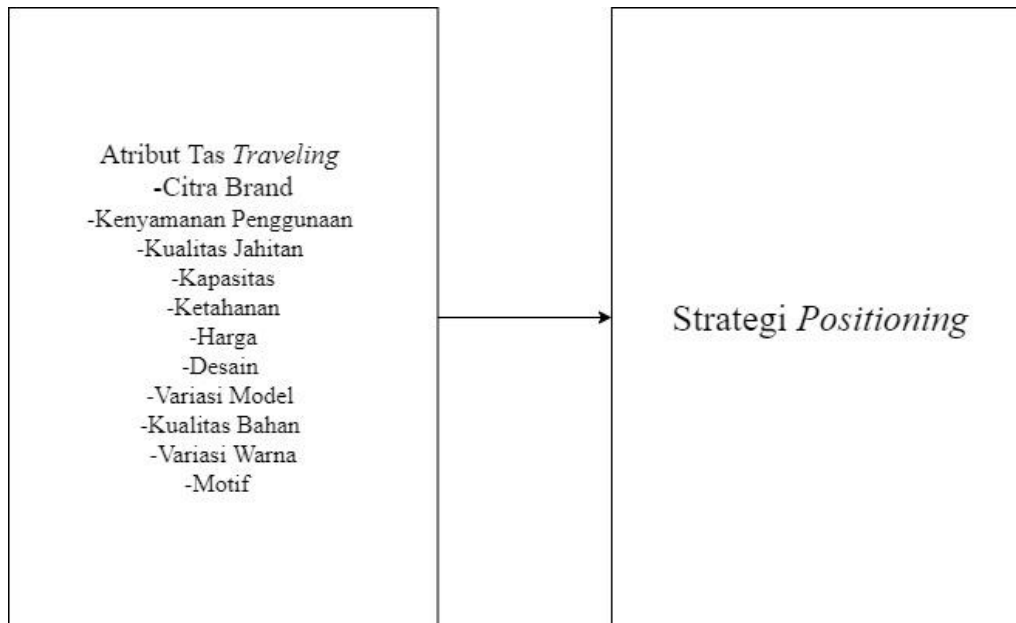 Atribut Tas Traveling
-Citra Brand
-Kenyamanan Penggunaan
-Kualitas Jahitan
-Kapasitas
-Ketahanan
-Harga
-Desain
-Variasi Model
-Kualitas Bahan
-Variasi Warna
-Motif
Strategi Positioning